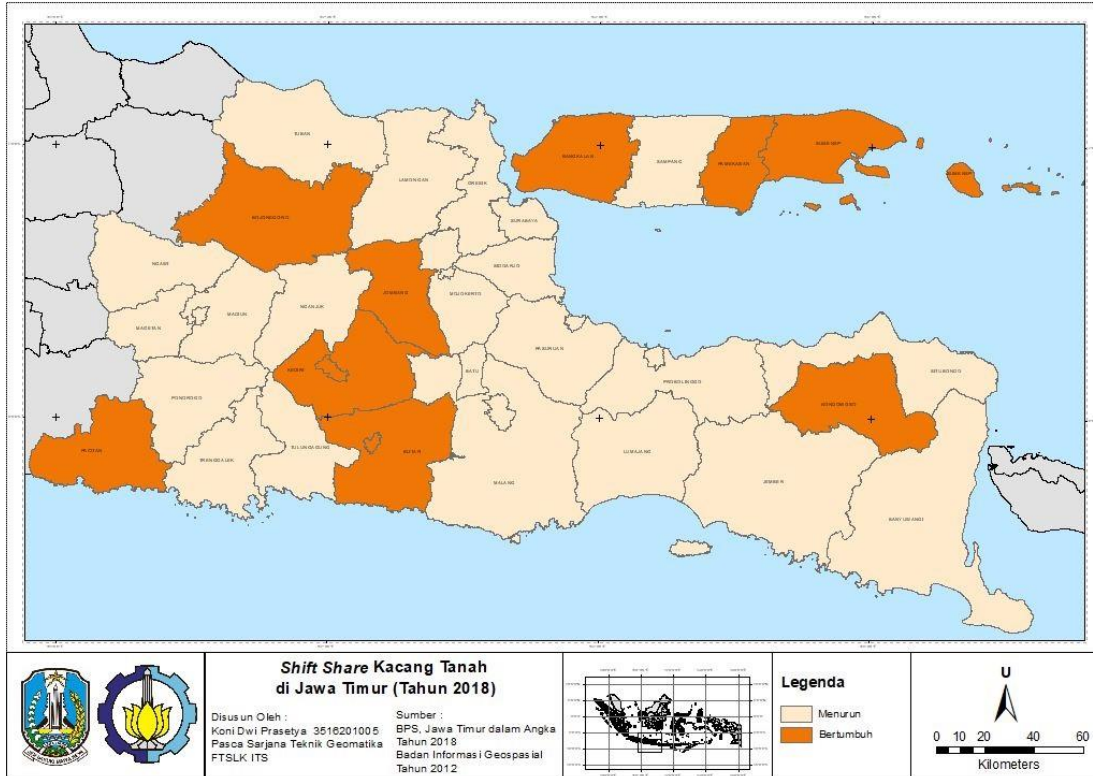 TUBAN
LAMONGAN
GRESIK
BANGKALAN
SAMPANG
PAMEKASAN
SUMENEP
SUMENEP
BOJONEGORO
SURABAYA
NGAWI
SIDOARJO
JOMBANG
MOJOKERTO
NGANJUK
MADIUN
MAGETAN
PASURUAN
KEDIRI
BATU
PROBOLINGGO
SITUBONDO
PONOROGO
BONDOWOSO
PACITAN
TRENGGALEK
TULUNGAGUNG
BLITAR
MALANG
LUMAJANG
JEMBER
BANYUWANGI
Shift Share Kacang Tanah
di Jawa Timur (Tahun 2018)
Disusun Oleh :
Koni Dwi Prasetya 3516201005
Pasca Sarjana Teknik Geomatika
FTSLK ITS
Sumber :
BPS, Jawa Timur dalam Angka
Tahun 2018
Badan Informasi Geospasial
Tahun 2012
Legenda
Menurun
Bertumbuh
U
0 5 10 20 30 40 60
Kilometers